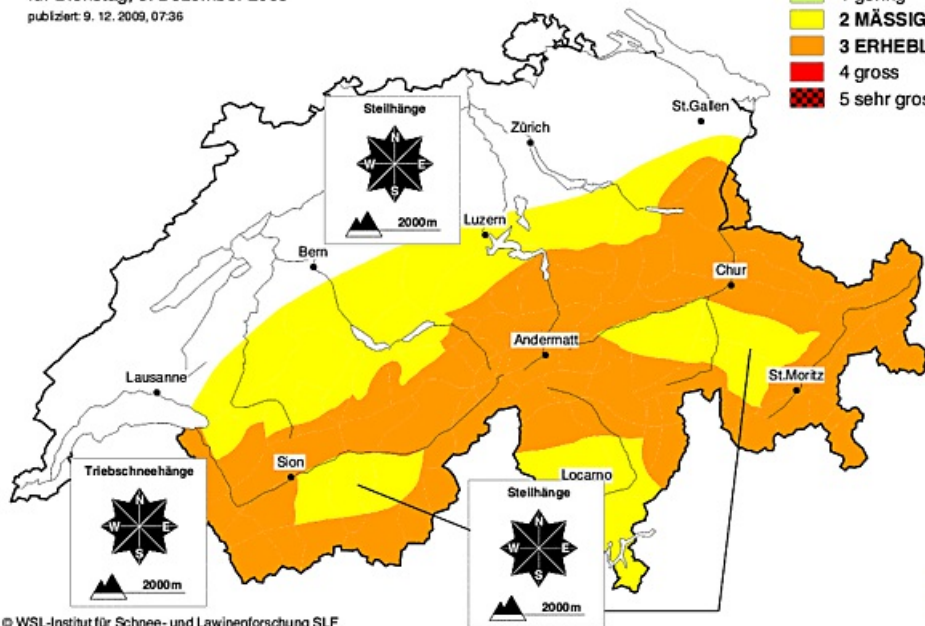 publiziert: 9. 12. 2009, 07:36
2 MÄSSIG
3 ERHEBL
4 gross
5 sehr gros
St.Gallen
Zürich
Steilhänge
N
W E
S
2000m
Luzern
Bern
Chur
Andermatt
St.Moritz
Lausanne
Sion
Locarno
Triebschneehänge
N
W E
S
2000m
Steilhänge
N
W E
S
2000m
© WSL-Institut für Schnee- und Lawinenforschung SLF